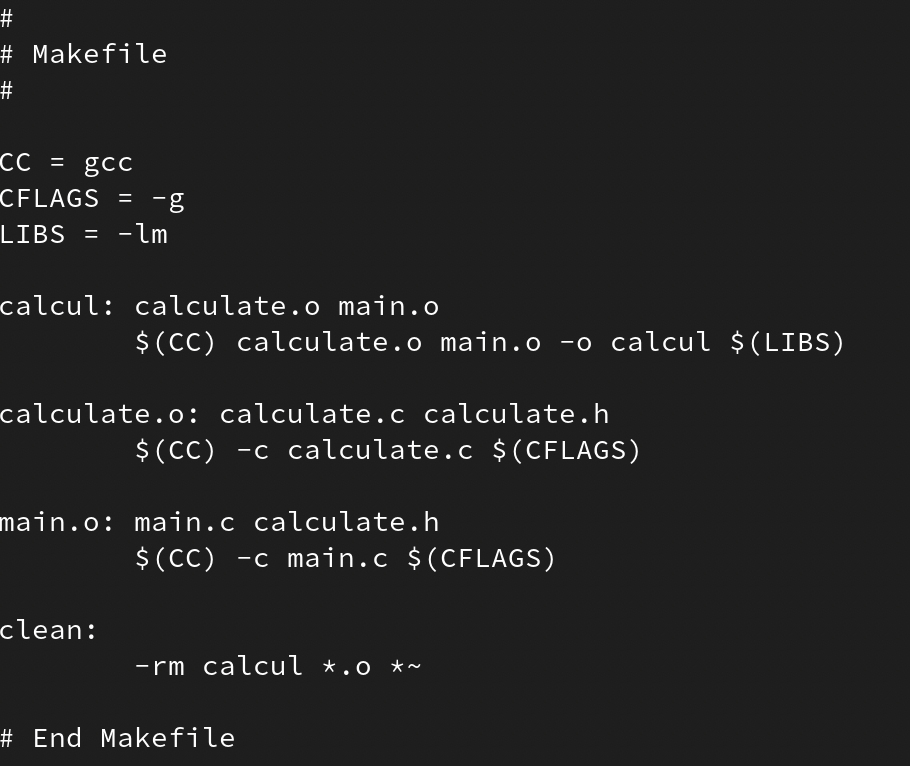 #
# Makefile
#
CC = gcc
CFLAGS = -g
LIBS = -lm
calcul: calculate.o main.o
        $(CC) calculate.o main.o -o calcul $(LIBS)
calculate.o: calculate.c calculate.h
        $(CC) -c calculate.c $(CFLAGS)
main.o: main.c calculate.h
        $(CC) -c main.c $(CFLAGS)
clean:
        -rm calcul *.o *~
# End Makefile